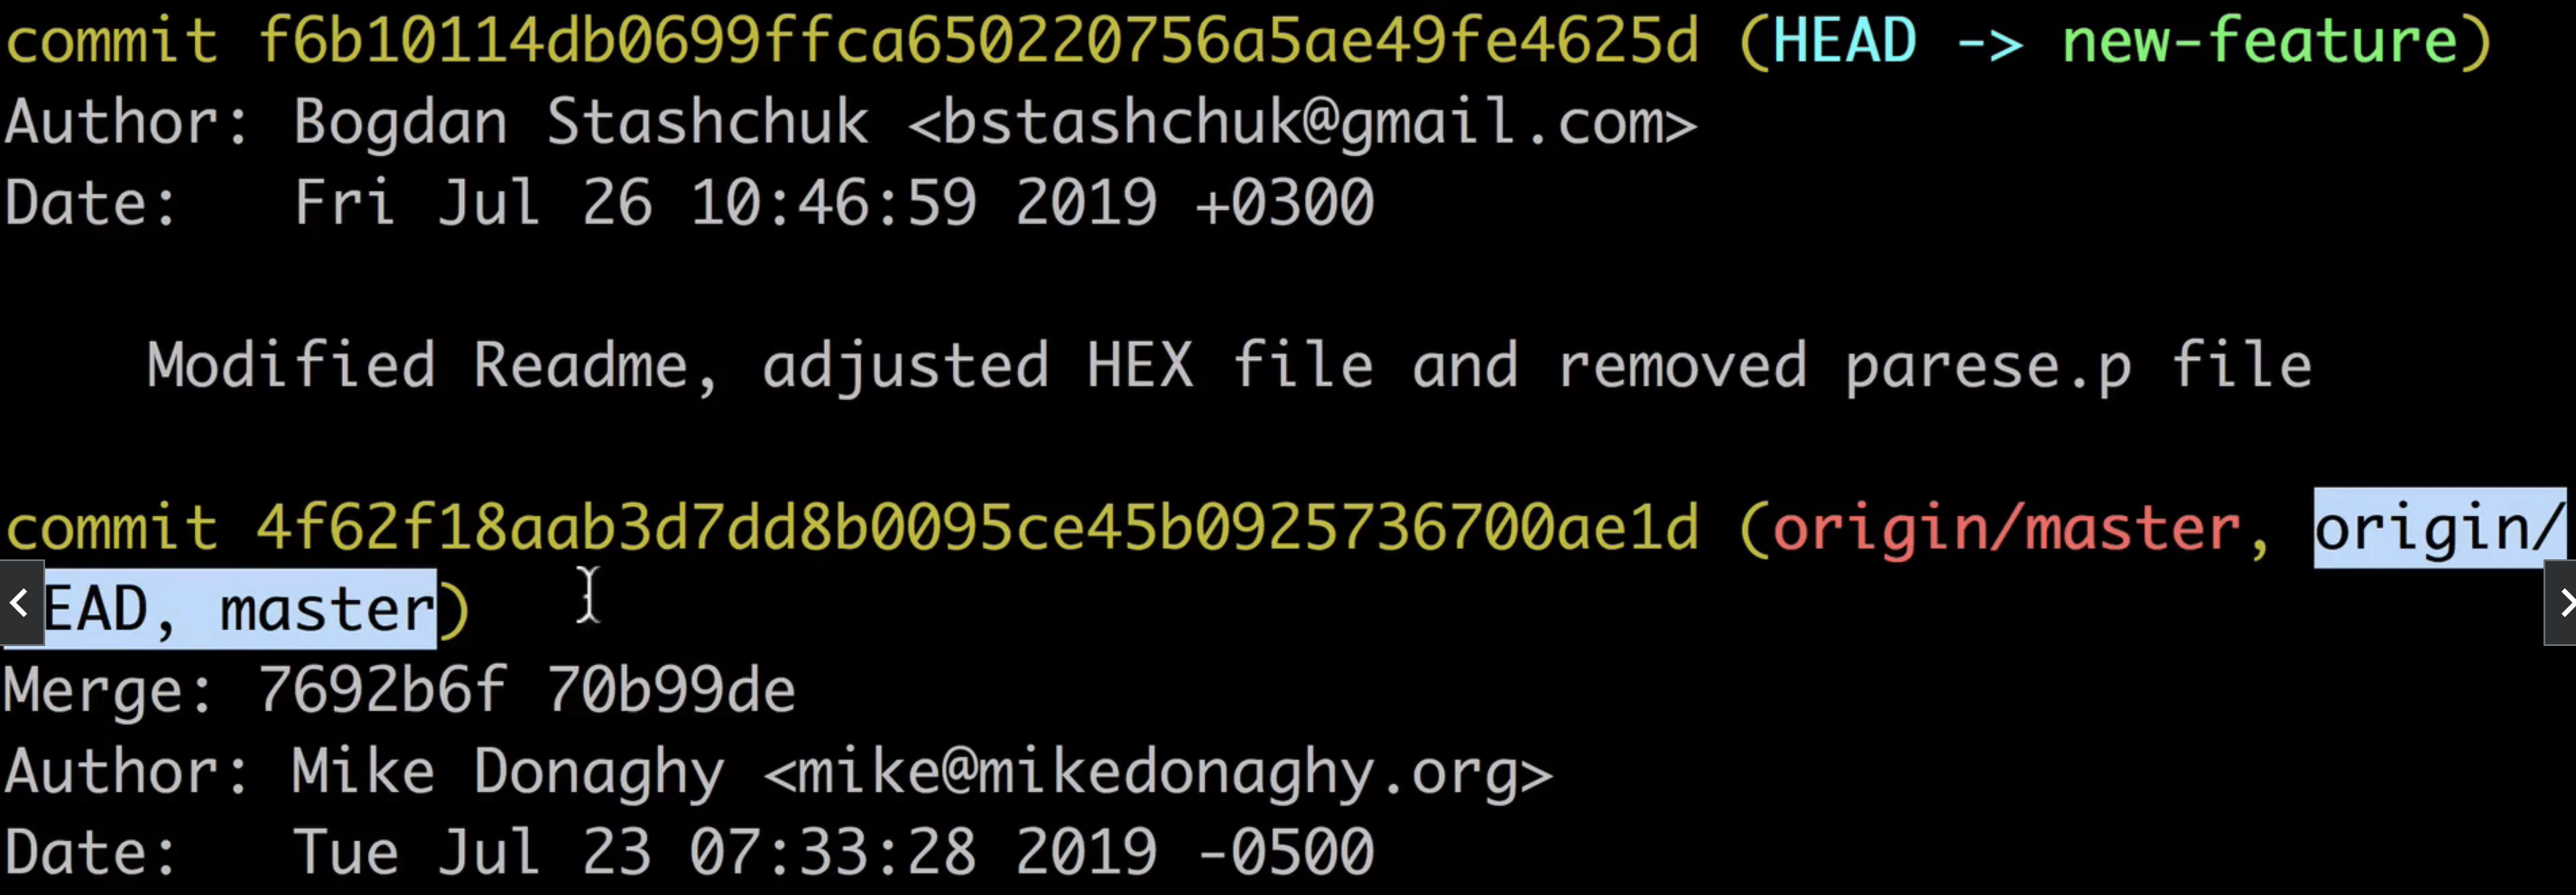 commit f6b10114db0699ffca650220756a5ae49fe4625d (HEAD -> new-feature)
Author: Bogdan Stashchuk <bstashchuk@gmail.com>
Date:   Fri Jul 26 10:46:59 2019 +0300
Modified Readme, adjusted HEX file and removed parese.p file
commit 4f62f18aab3d7dd8b0095ce45b0925736700ae1d (origin/master, origin/
EAD, master)
Merge: 7692b6f 70b99de
Author: Mike Donaghy <mike@mikedonaghy.org>
Date:   Tue Jul 23 07:33:28 2019 -0500